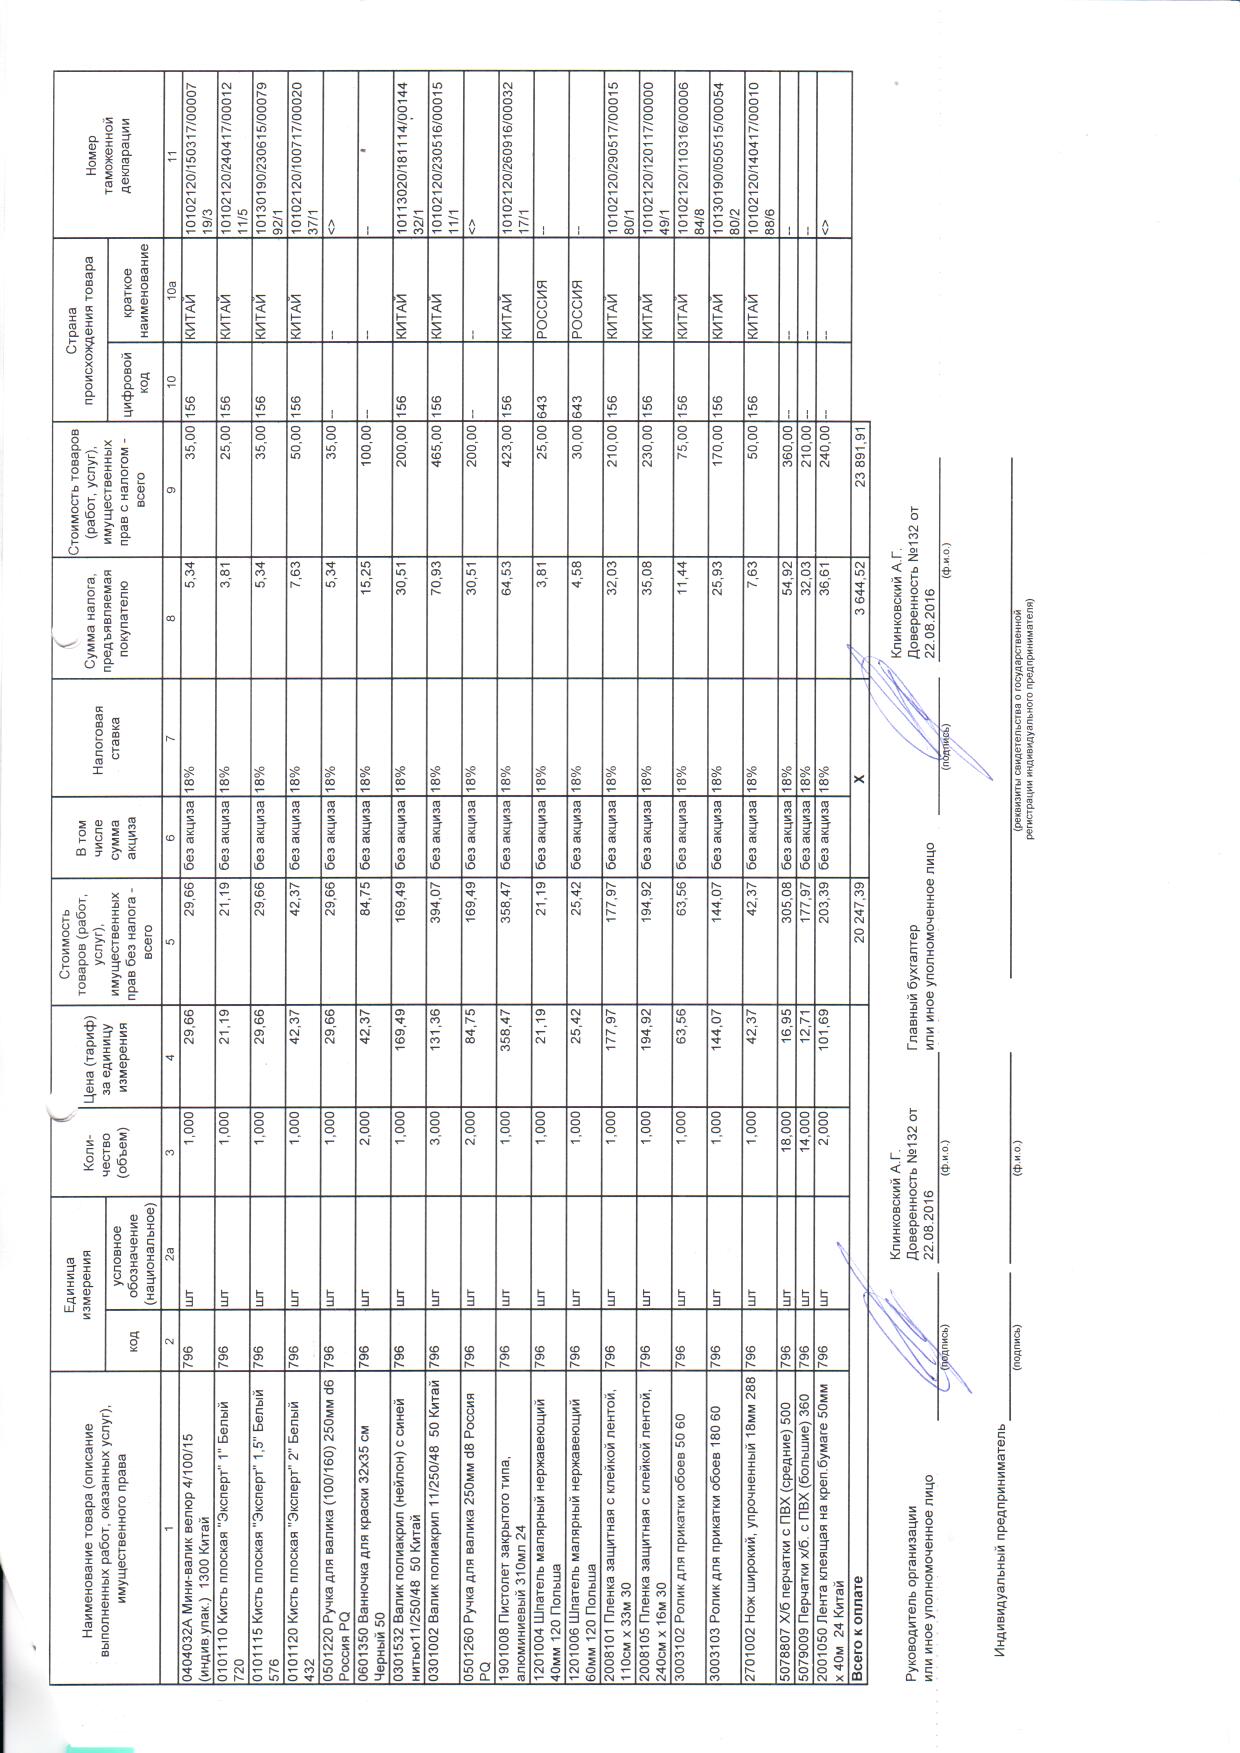 Наименование товара (описание
выполненных работ, оказанных услуг),
имущественного права
Единица
измерения
код
условное
обозначение
(национальное)
Коли-
чество
(объем)
Цена (тариф)
за единицу
измерения
Стоимость
товаров (работ,
услуг),
имущественных
прав без налога -
всего
В том
числе
сумма
акциза
Налоговая
ставка
Сумма налога,
предъявляемая
покупателю
Стоимость товаров
(работ, услуг),
имущественных
прав с налогом -
всего
Страна
происхождения товара
цифровой
код
краткое
наименование
Номер
таможенной
декларации
1 2 2а 3 4 5 6 7 8 9 10 10а 11
0404032А Мини-валик велюр 4/100/15 796 шт 1,000 29,66 29,66 без акциза 18% 5,34 35,00 156 КИТАЙ 10102120/150317/00007
(индив.упак.) 1300 Китай 19/3
0101110 Кисть плоская "Эксперт" 1" Белый 796 шт 1,000 21,19 21,19 без акциза 18% 3,81 25,00 156 КИТАЙ 10102120/240417/00012
720 11/5
0101115 Кисть плоская "Эксперт" 1,5" Белый 796 шт 1,000 29,66 29,66 без акциза 18% 5,34 35,00 156 КИТАЙ 10130190/230615/00079
576 92/1
0101120 Кисть плоская "Эксперт" 2" Белый 796 шт 1,000 42,37 42,37 без акциза 18% 7,63 50,00 156 КИТАЙ 10102120/100717/00020
432 37/1
0501220 Ручка для валика (100/160) 250мм d6 796 шт 1,000 29,66 29,66 без акциза 18% 5,34 35,00 -- -- <>
Россия PQ
0601350 Ванночка для краски 32х35 см 796 шт 2,000 42,37 84,75 без акциза 18% 15,25 100,00 -- -- --
Черный 50
0301532 Валик полиакрил (нейлон) с синей 796 шт 1,000 169,49 169,49 без акциза 18% 30,51 200,00 156 КИТАЙ 10113020/181114/00144
нитью11/250/48 50 Китай 32/1
0301002 Валик полиакрил 11/250/48 50 Китай 796 шт 3,000 131,36 394,07 без акциза 18% 70,93 465,00 156 КИТАЙ 10102120/230516/00015
11/1
0501260 Ручка для валика 250мм d8 Россия 796 шт 2,000 84,75 169,49 без акциза 18% 30,51 200,00 -- -- <>
PQ
1901008 Пистолет закрытого типа, 796 шт 1,000 358,47 358,47 без акциза 18% 64,53 423,00 156 КИТАЙ 10102120/260916/00032
алюминиевый 310мл 24 17/1
1201004 Шпатель малярный нержавеющий 796 шт 1,000 21,19 21,19 без акциза 18% 3,81 25,00 643 РОССИЯ --
40мм 120 Польша
1201006 Шпатель малярный нержавеющий 796 шт 1,000 25,42 25,42 без акциза 18% 4,58 30,00 643 РОССИЯ --
60мм 120 Польша
2008101 Пленка защитная с клейкой лентой, 796 шт 1,000 177,97 177,97 без акциза 18% 32,03 210,00 156 КИТАЙ 10102120/290517/00015
110см х 33м 30 80/1
2008105 Пленка защитная с клейкой лентой, 796 шт 1,000 194,92 194,92 без акциза 18% 35,08 230,00 156 КИТАЙ 10102120/120117/00000
240см х 16м 30 49/1
3003102 Ролик для прикатки обоев 50 60 796 шт 1,000 63,56 63,56 без акциза 18% 11,44 75,00 156 КИТАЙ 10102120/110316/00006
84/8
3003103 Ролик для прикатки обоев 180 60 796 шт 1,000 144,07 144,07 без акциза 18% 25,93 170,00 156 КИТАЙ 10130190/050515/00054
80/2
2701002 Нож широкий, упрочненный 18мм 288 796 шт 1,000 42,37 42,37 без акциза 18% 7,63 50,00 156 КИТАЙ 10102120/140417/00010
88/6
5078807 Х/б перчатки с ПВХ (средние) 500 796 шт 18,000 16,95 305,08 без акциза 18% 54,92 360,00 -- -- --
5079009 Перчатки х/б. с ПВХ (большие) 360 796 шт 14,000 12,71 177,97 без акциза 18% 32,03 210,00 -- -- --
2001050 Лента клеящая на креп.бумаге 50мм 796 шт 2,000 101,69 203,39 без акциза 18% 36,61 240,00 -- -- <>
х 40м 24 Китай
Всего к оплате 20 247,39 Х 3 644,52 23 891,91
Руководитель организации
или иное уполномоченное лицо
(подпись)
Клинковский А.Г.
Доверенность №132 от
22.08.2016
(ф.и.о.)
Главный бухгалтер
или иное уполномоченное лицо
(подпись)
Клинковский А.Г.
Доверенность №132 от
22.08.2016
(ф.и.о.)
Индивидуальный предприниматель
(подпись)
(ф.и.о.)
(реквизиты свидетельства о государственной
регистрации индивидуального предпринимателя)